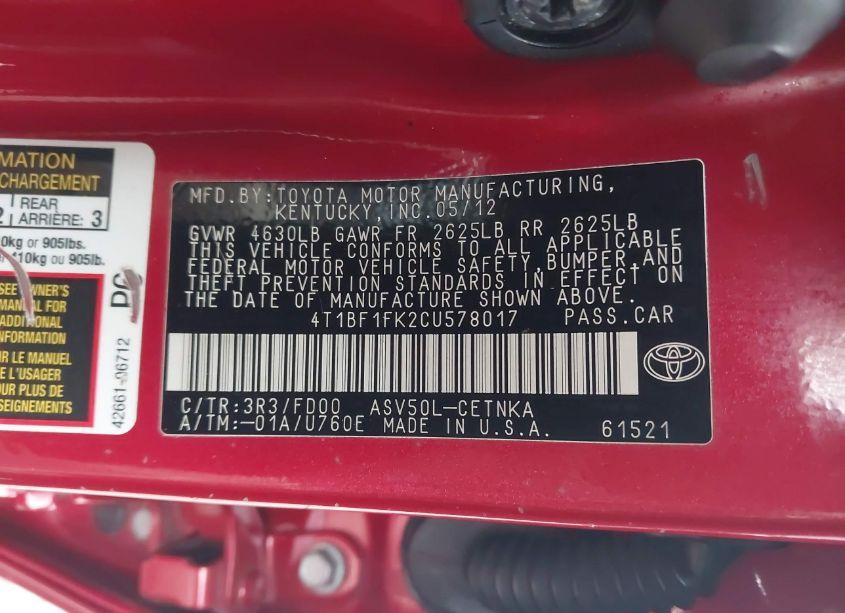 MATION
CHARGEMENT
REAR
2 ARRIÈRE: 3
0kg or 905lbs.
410kg ou 905lb.
SEE OWNER'S
MANUAL FOR
ADDITIONAL
INFORMATION
LE MANUEL
POUR PLUS DE
42661-06712
MFD.BY:TOYOTA MOTOR MANUFACTURING,
KENTUCKY,INC.05/12
GVWR 4630LB GAWR FR 2625LB RR 2625LB
THIS VEHICLE CONFORMS TO ALL APPLICABLE
FEDERAL MOTOR VEHICLE SAFETY,BUMPER,AND
THEFT PREVENTION STANDARDS IN EFFECT ON
THE DATE OF MANUFACTURE SHOWN ABOVE.
4T1BF1FK2CU578017 PASS.CAR
C/TR:3R3/FD00 ASV50L-CETNKA
A/TM:-01A/U760E MADE IN U.S.A. 61521